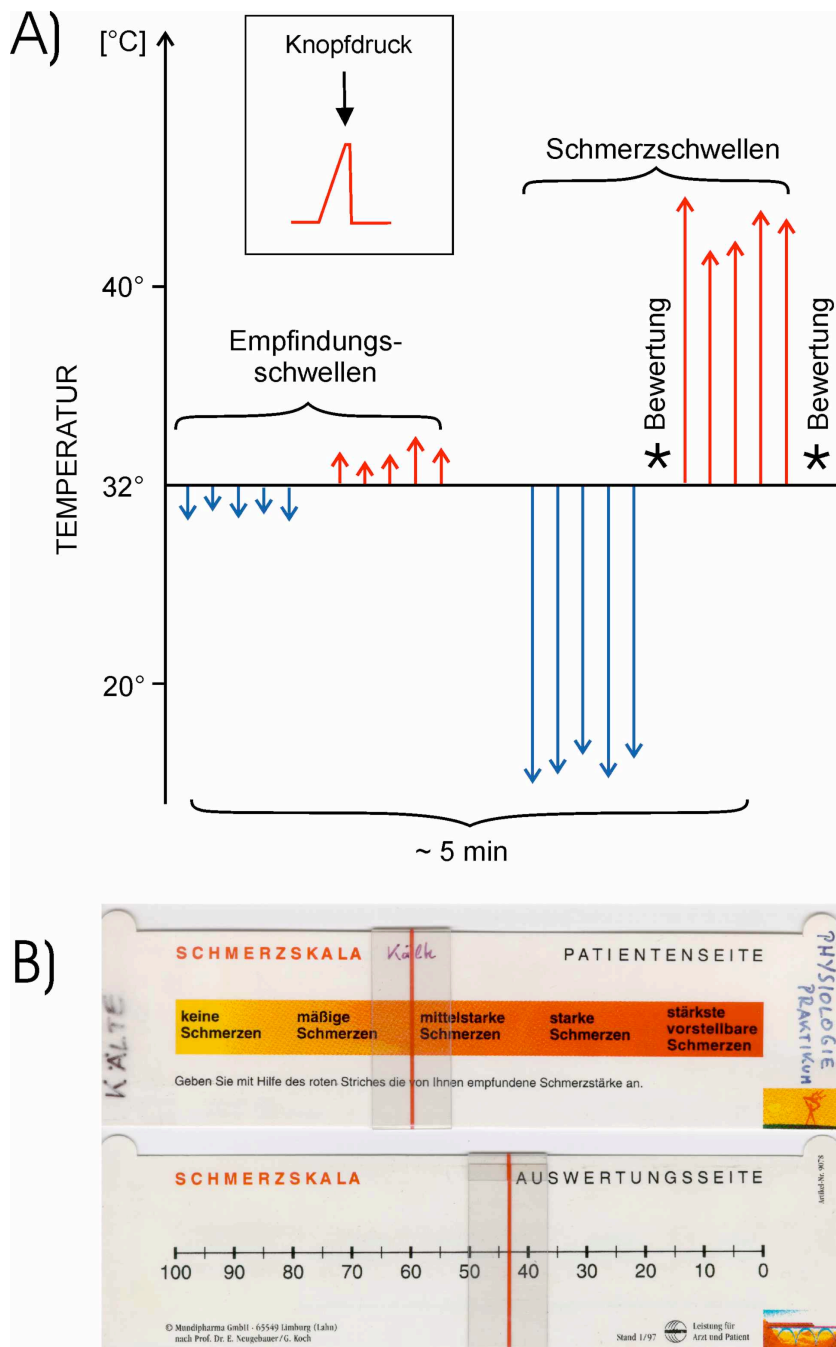 A)
[°C]
Knopfdruck
Schmerzschwellen
40°
Empfindungs-
schwellen
* Bewertung
* Bewertung
TEMPERATUR
32°
20°
~ 5 min
B)
SCHMERZSKALA
Kälte
PATIENTENSEITE
KÄLTE
PHYSIOLOGIE
PRAKTIKUM
keine
Schmerzen
mäßige
Schmerzen
mittelstarke
Schmerzen
starke
Schmerzen
stärkste
vorstellbare
Schmerzen
Geben Sie mit Hilfe des roten Striches die von Ihnen empfundene Schmerzstärke an.
SCHMERZSKALA
AUSWERTUNGSSEITE
Artikel-Nr. 9078
100 90 80 70 60 50 40 30 20 10 0
© Mundipharma GmbH · 65549 Limburg (Lahn)
nach Prof. Dr. E. Neugebauer/G. Koch
Stand 1/97
Leistung für
Arzt und Patient